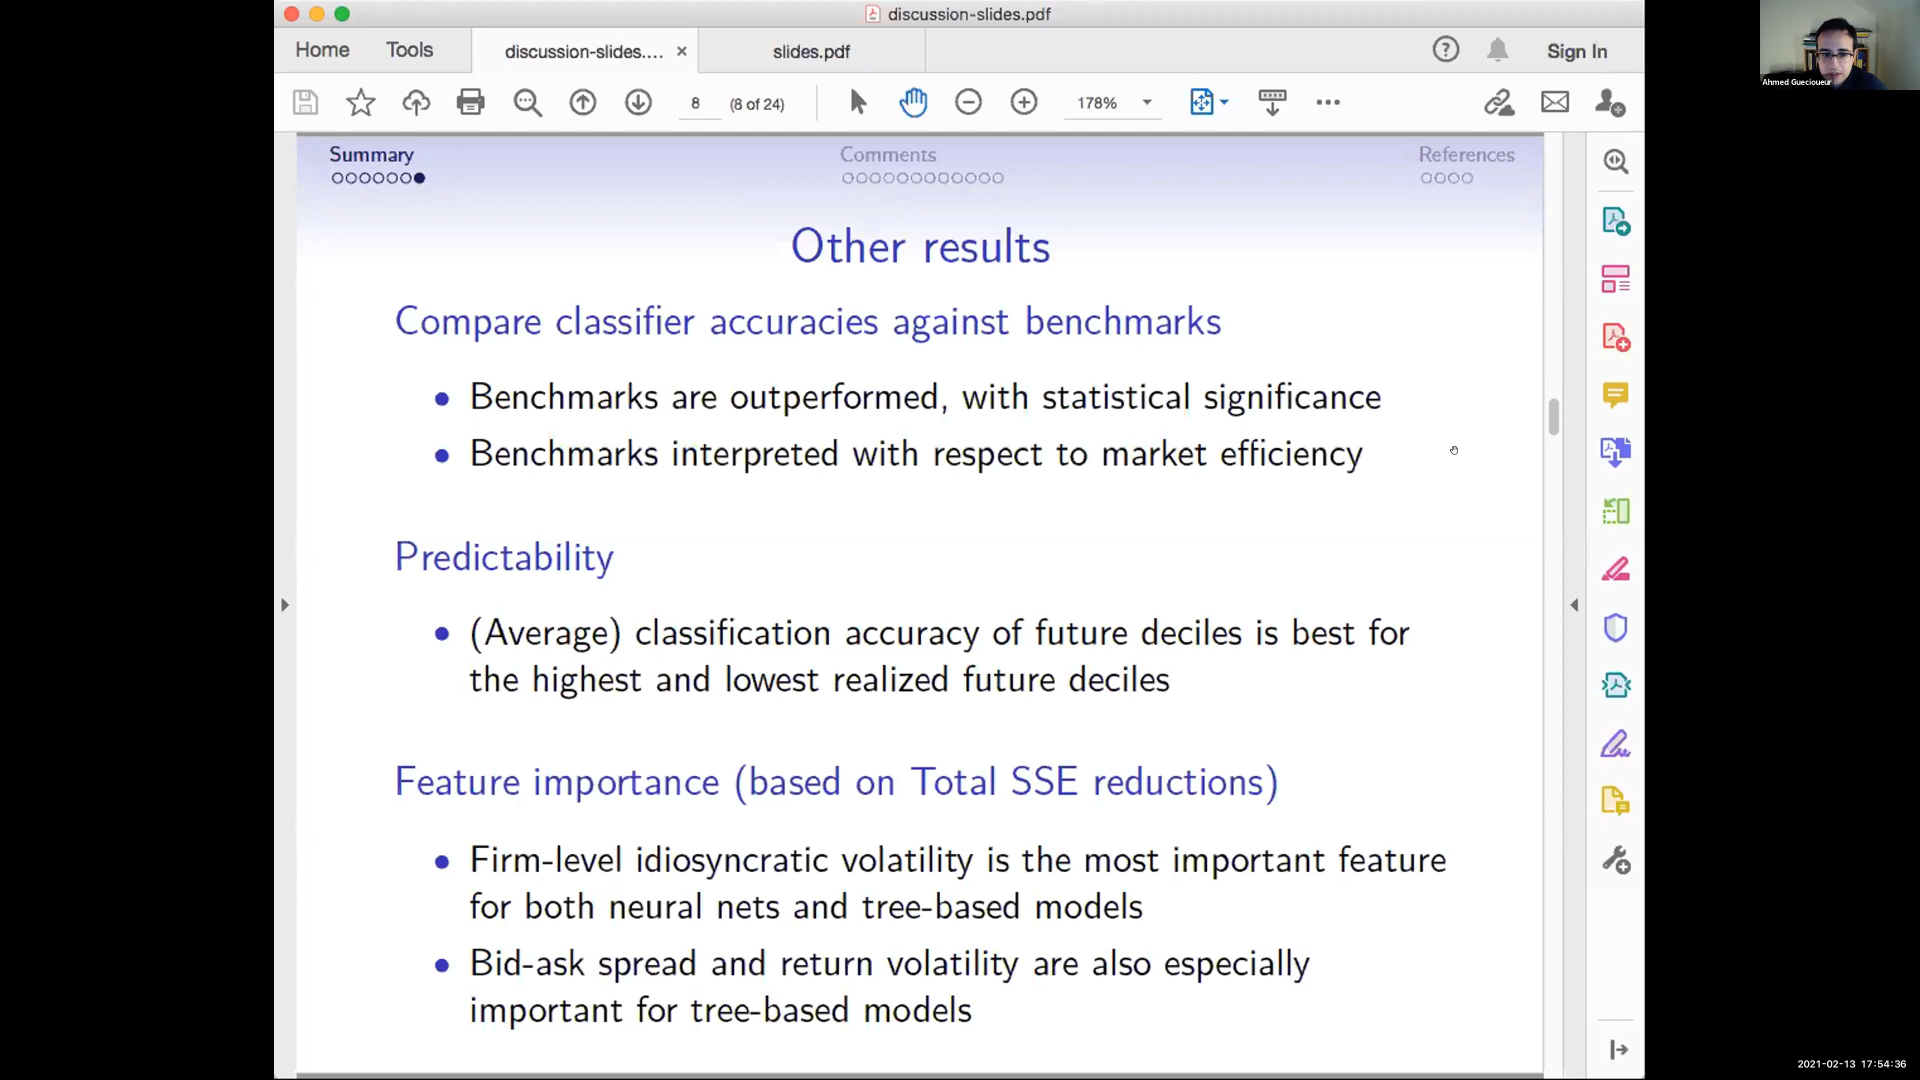 discussion-slides.pdf
Home
Tools
discussion-slides....
slides.pdf
Sign In
8
(8 of 24)
178%
Ahmed Guecioueur
Summary
Comments
References
Other results
Compare classifier accuracies against benchmarks
Benchmarks are outperformed, with statistical significance
Benchmarks interpreted with respect to market efficiency
Predictability
(Average) classification accuracy of future deciles is best for
the highest and lowest realized future deciles
Feature importance (based on Total SSE reductions)
Firm-level idiosyncratic volatility is the most important feature
for both neural nets and tree-based models
Bid-ask spread and return volatility are also especially
important for tree-based models
2021-02-13 17:54:36